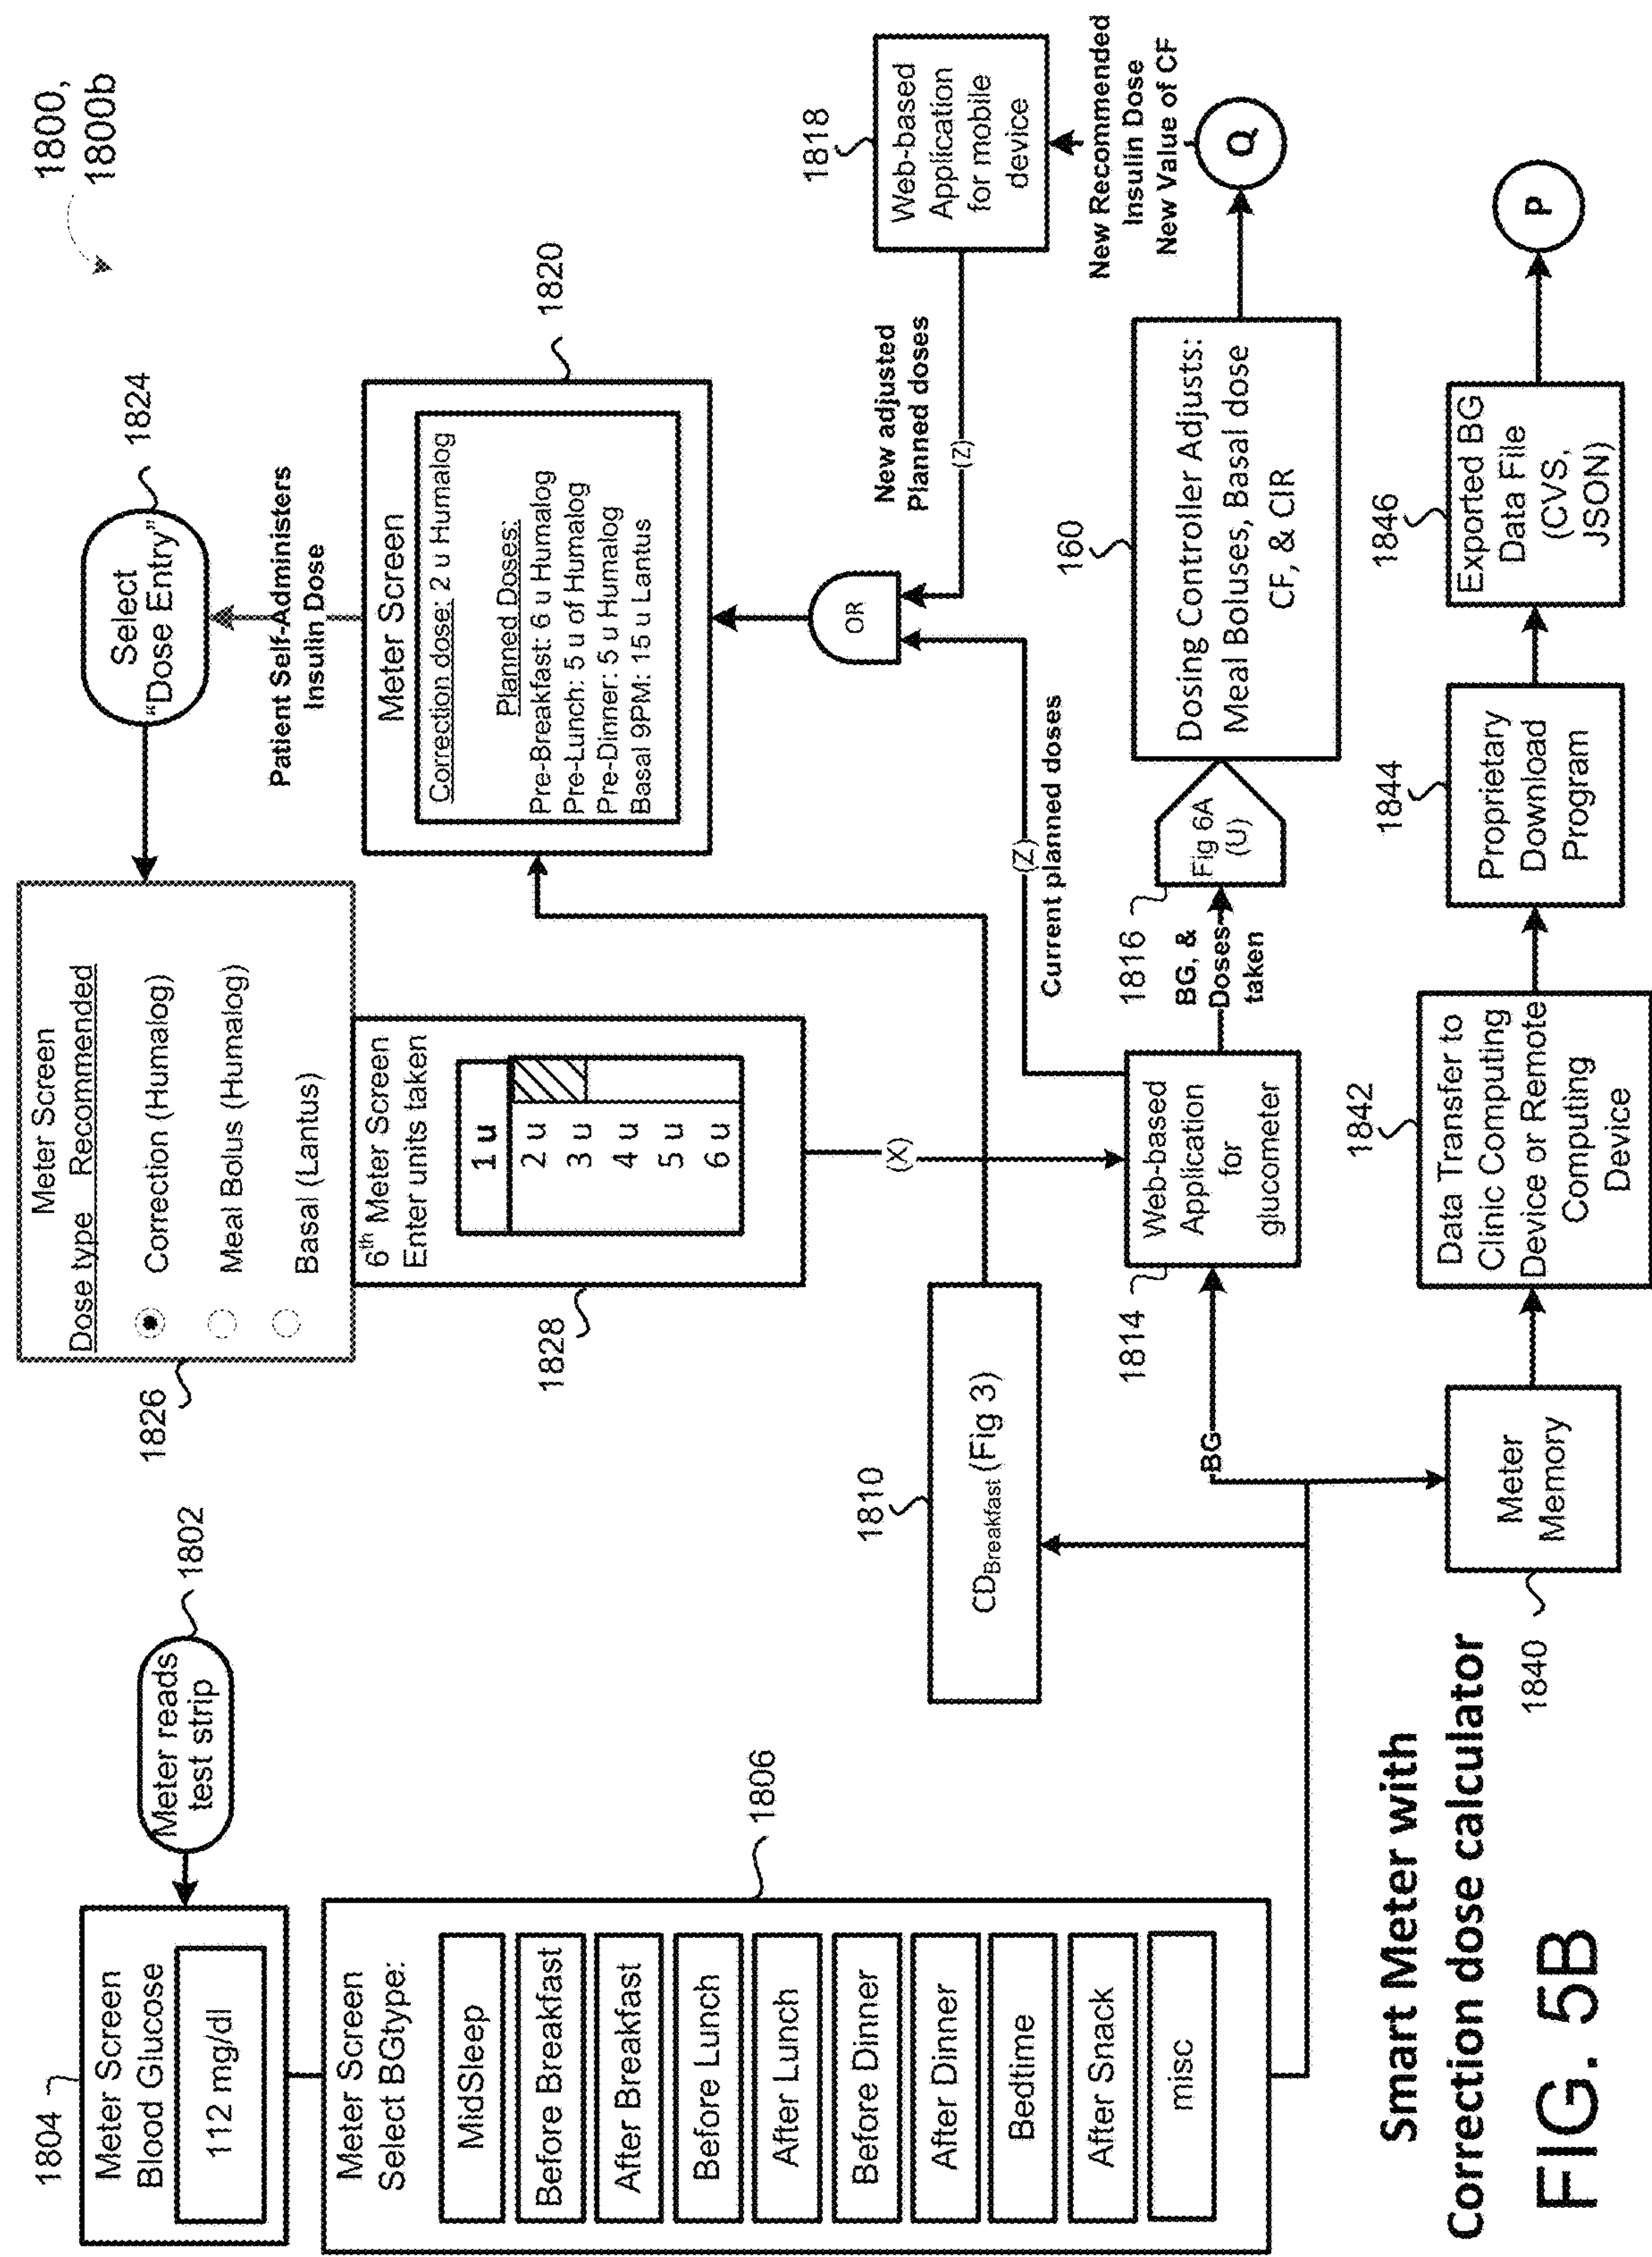 1800,
1800b
1802
Meter reads
test strip
1804
Meter Screen
Blood Glucose
112 mg/dl
1806
Meter Screen
Select BGtype:
MidSleep
Before Breakfast
After Breakfast
Before Lunch
After Lunch
Before Dinner
After Dinner
Bedtime
After Snack
misc
1826
Meter Screen
Dose type Recommended
Correction (Humalog)
Meal Bolus (Humalog)
Basal (Lantus)
1828
6th Meter Screen
Enter units taken
1 u
2 u
3 u
4 u
5 u
6 u
(X)
1824
Select
“Dose Entry”
Patient Self-Administers
Insulin Dose
1820
Meter Screen
Correction dose: 2 u Humalog
Planned Doses:
Pre-Breakfast: 6 u Humalog
Pre-Lunch: 5 u of Humalog
Pre-Dinner: 5 u Humalog
Basal 9PM: 15 u Lantus
OR
New adjusted
Planned doses
(Z)
1818
Web-based
Application
for mobile
device
New Recommended
Insulin Dose
New Value of CF
Q
(Z)
Current planned doses
1810
CDBreakfast (Fig 3)
BG
1814
Web-based
Application
for
glucometer
BG, &
Doses
taken
1816
Fig 6A
(U)
160
Dosing Controller Adjusts:
Meal Boluses, Basal dose
CF, & CIR
1840
Meter
Memory
1842
Data Transfer to
Clinic Computing
Device or Remote
Computing
Device
1844
Proprietary
Download
Program
1846
Exported BG
Data File
(CVS,
JSON)
P
Smart Meter with
Correction dose calculator
FIG. 5B